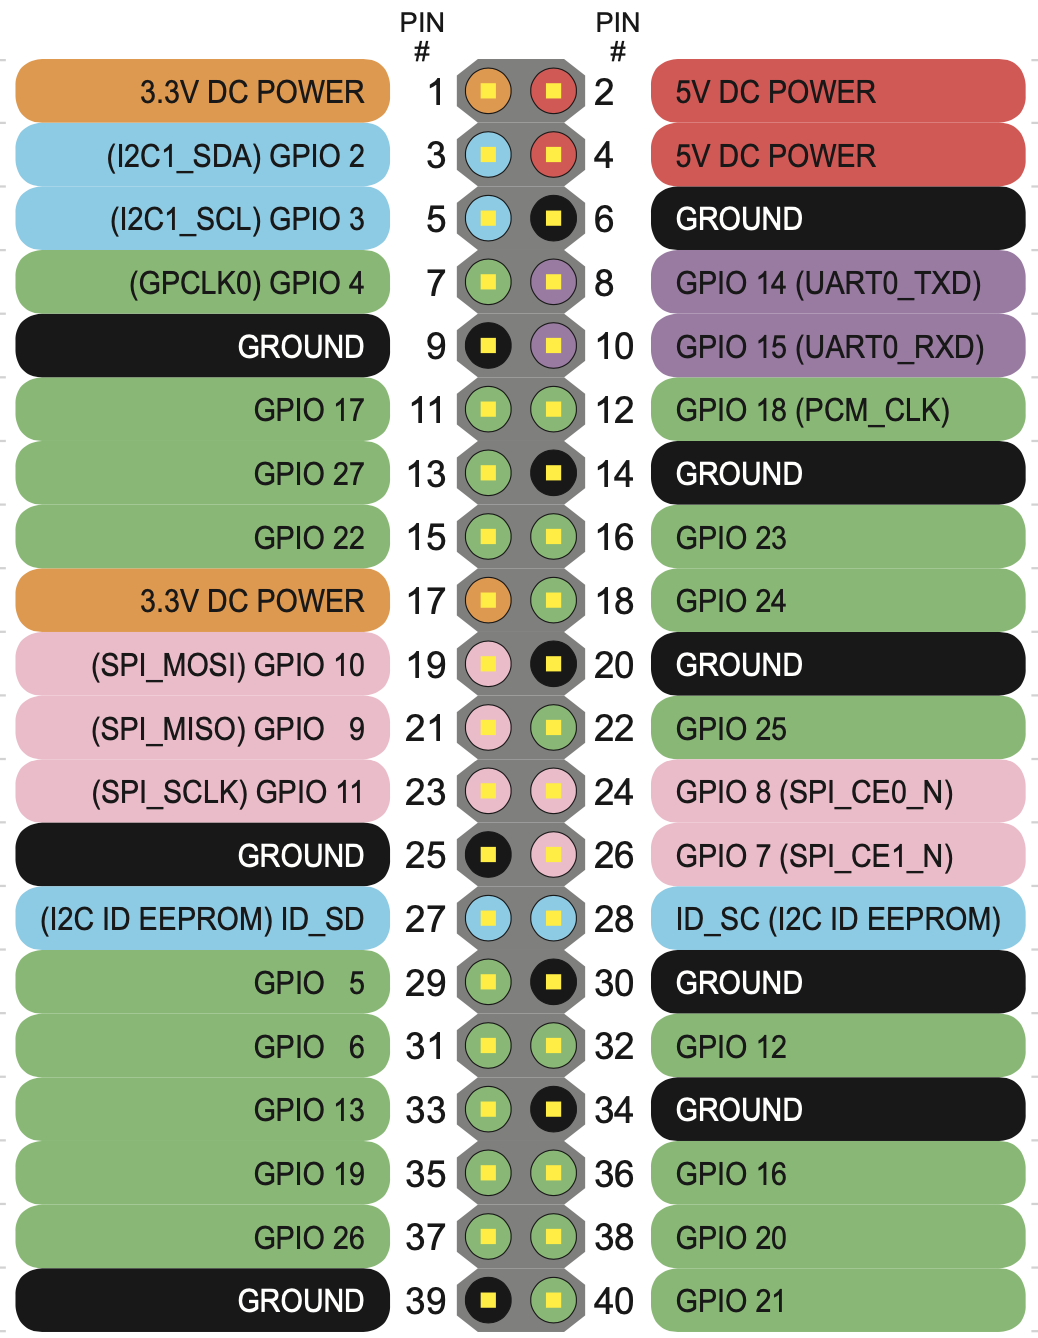 PIN PIN
# #
3.3V DC POWER 1 2 5V DC POWER
(I2C1_SDA) GPIO 2 3 4 5V DC POWER
(I2C1_SCL) GPIO 3 5 6 GROUND
(GPCLK0) GPIO 4 7 8 GPIO 14 (UART0_TXD)
GROUND 9 10 GPIO 15 (UART0_RXD)
GPIO 17 11 12 GPIO 18 (PCM_CLK)
GPIO 27 13 14 GROUND
GPIO 22 15 16 GPIO 23
3.3V DC POWER 17 18 GPIO 24
(SPI_MOSI) GPIO 10 19 20 GROUND
(SPI_MISO) GPIO 9 21 22 GPIO 25
(SPI_SCLK) GPIO 11 23 24 GPIO 8 (SPI_CE0_N)
GROUND 25 26 GPIO 7 (SPI_CE1_N)
(I2C ID EEPROM) ID_SD 27 28 ID_SC (I2C ID EEPROM)
GPIO 5 29 30 GROUND
GPIO 6 31 32 GPIO 12
GPIO 13 33 34 GROUND
GPIO 19 35 36 GPIO 16
GPIO 26 37 38 GPIO 20
GROUND 39 40 GPIO 21